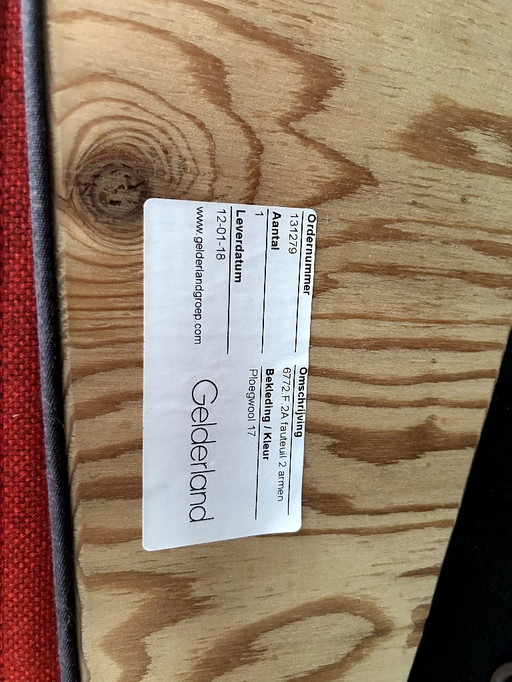 Ordernummer
131279
Aantal
1
Leverdatum
12-01-18
www.gelderlandgroep.com
Omschrijving
6772.F 2A fauteuil 2 armen
Bekleding / Kleur
Ploegwool 17
Gelderland